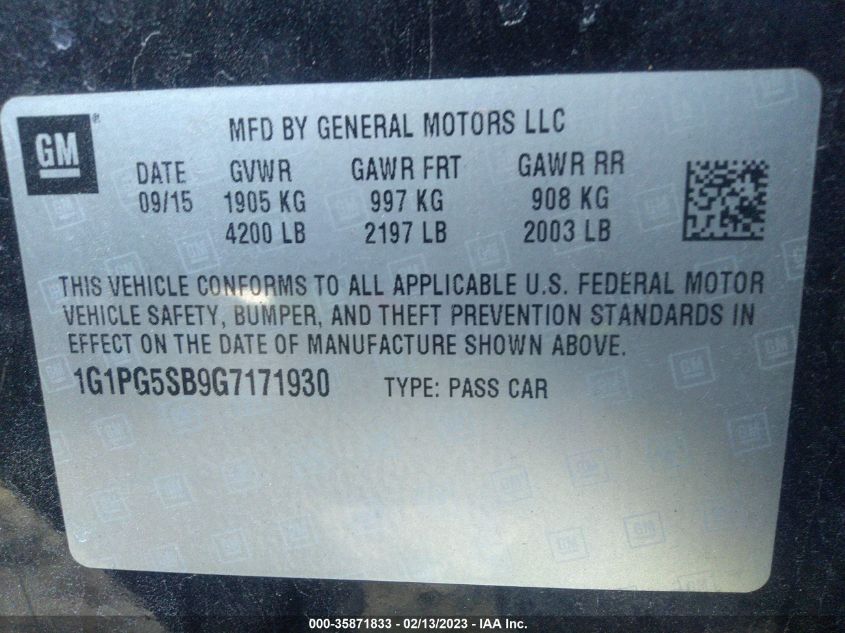 GM
®
MFD BY GENERAL MOTORS LLC
DATE GVWR GAWR FRT GAWR RR
09/15 1905 KG 997 KG 908 KG
4200 LB 2197 LB 2003 LB
THIS VEHICLE CONFORMS TO ALL APPLICABLE U.S. FEDERAL MOTOR
VEHICLE SAFETY, BUMPER, AND THEFT PREVENTION STANDARDS IN
EFFECT ON THE DATE OF MANUFACTURE SHOWN ABOVE.
1G1PG5SB9G7171930 TYPE: PASS CAR
000-35871833 - 02/13/2023 - IAA Inc.